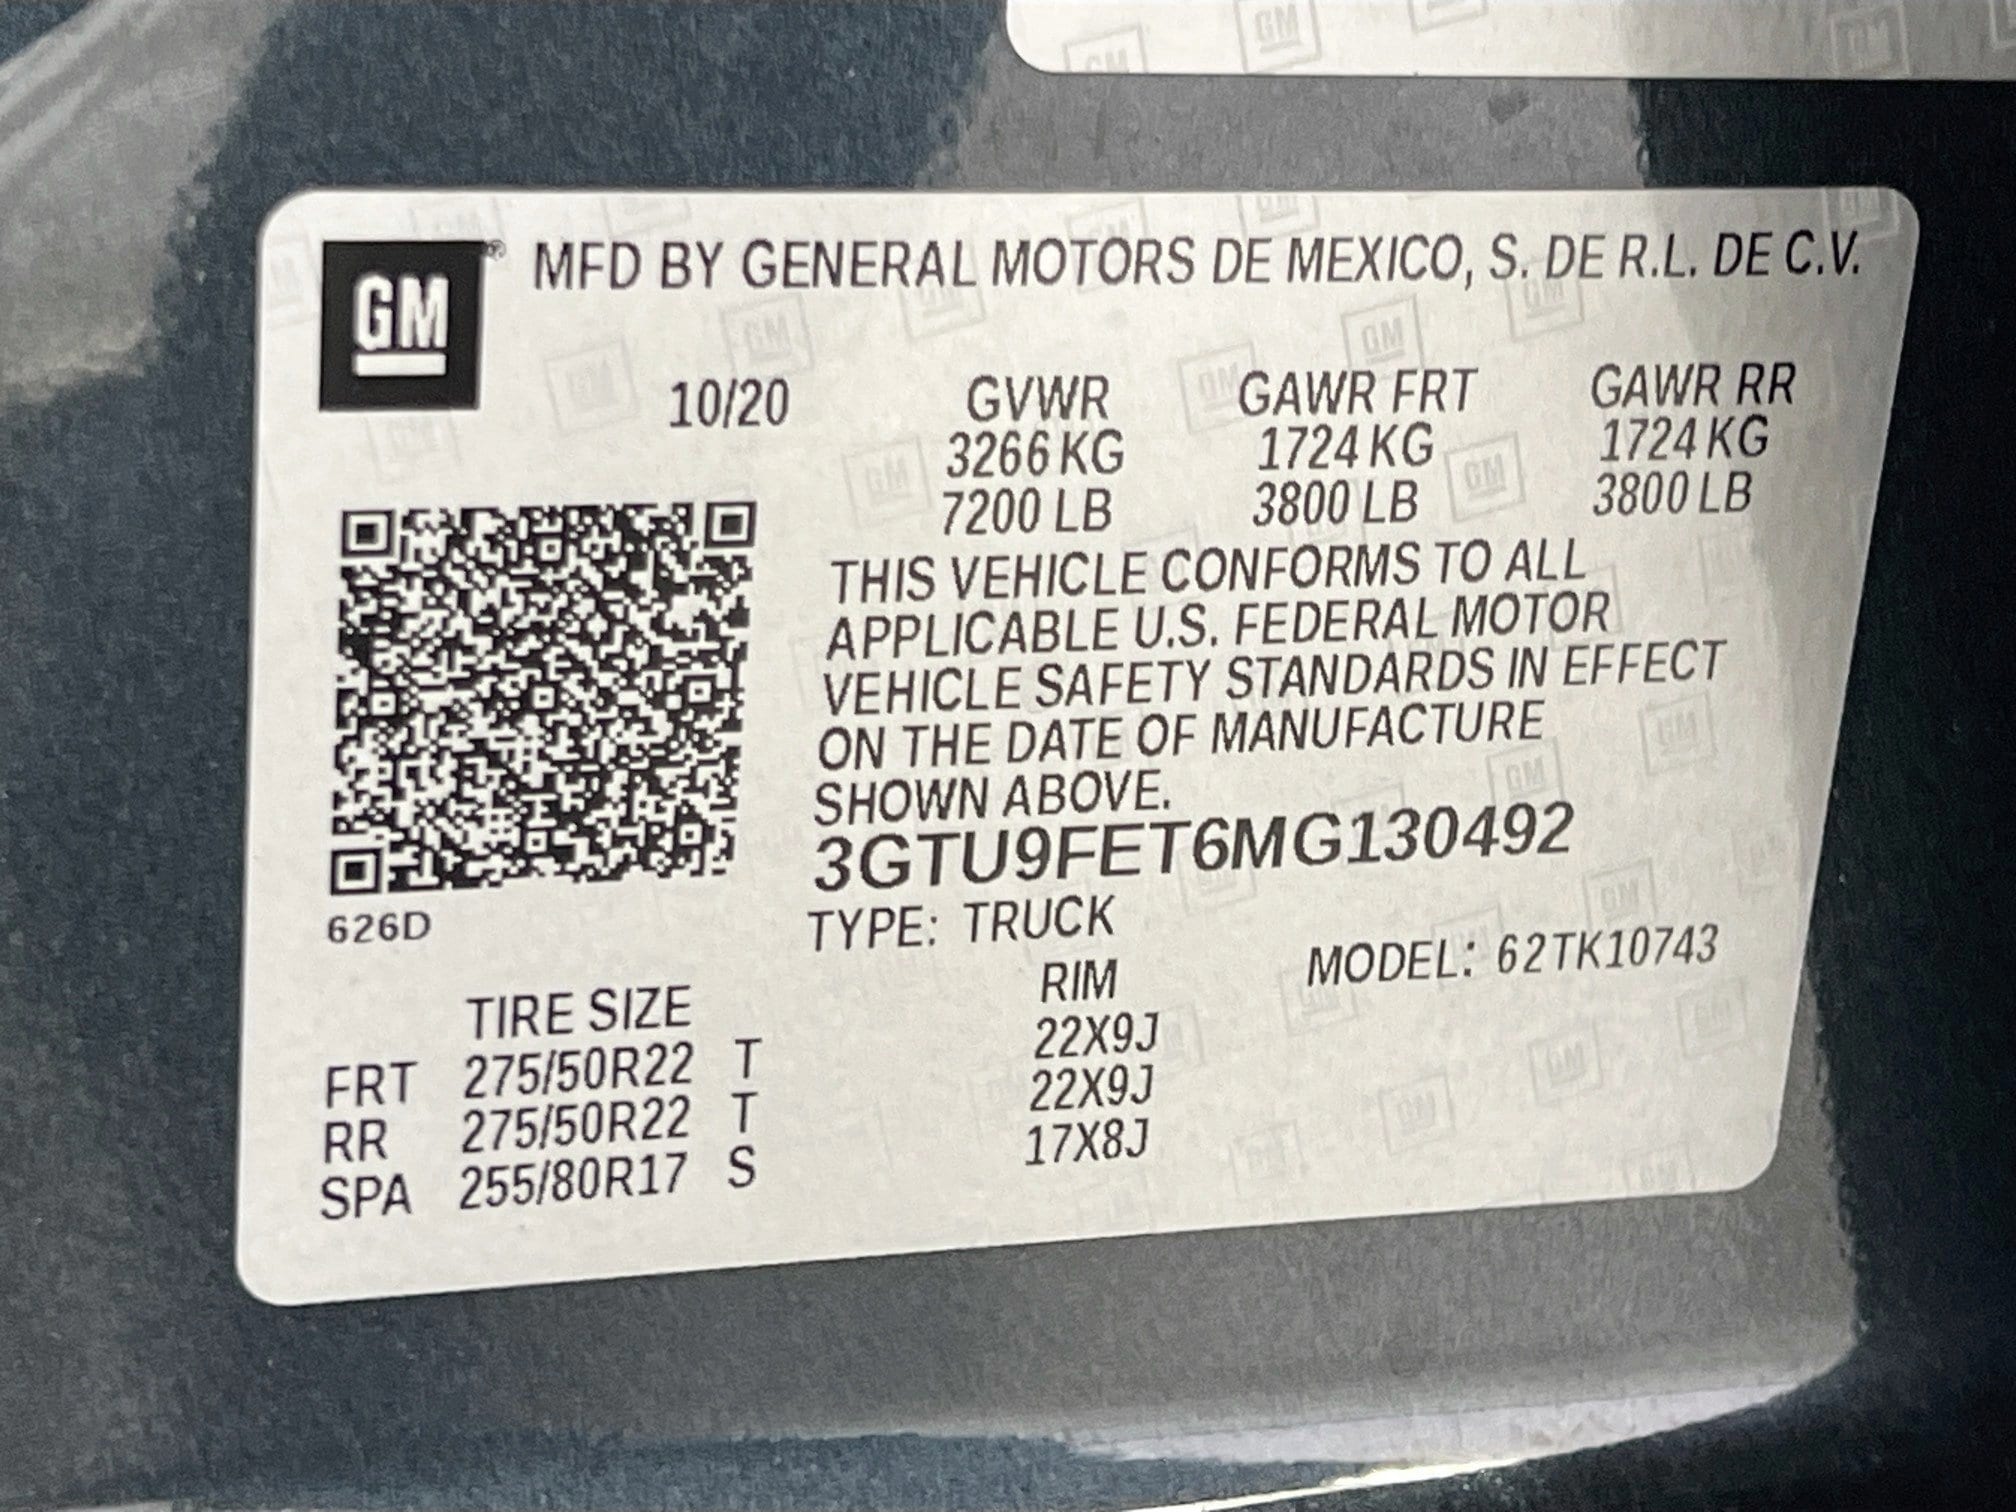 GM ® MFD BY GENERAL MOTORS DE MEXICO, S. DE R.L. DE C.V.
10/20 GVWR GAWR FRT GAWR RR
3266 KG 1724 KG 1724 KG
7200 LB 3800 LB 3800 LB
THIS VEHICLE CONFORMS TO ALL
APPLICABLE U.S. FEDERAL MOTOR
VEHICLE SAFETY STANDARDS IN EFFECT
ON THE DATE OF MANUFACTURE
SHOWN ABOVE.
3GTU9FET6MG130492
626D
TYPE: TRUCK MODEL: 62TK10743
TIRE SIZE RIM
FRT 275/50R22 T 22X9J
RR 275/50R22 T 22X9J
SPA 255/80R17 S 17X8J